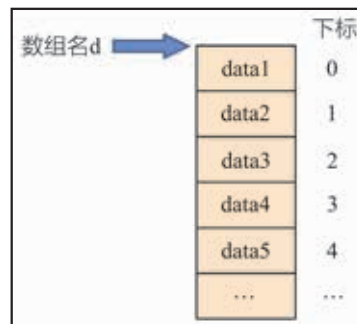 下标
数组名d
data1 0
data2 1
data3 2
data4 3
data5 4
… …